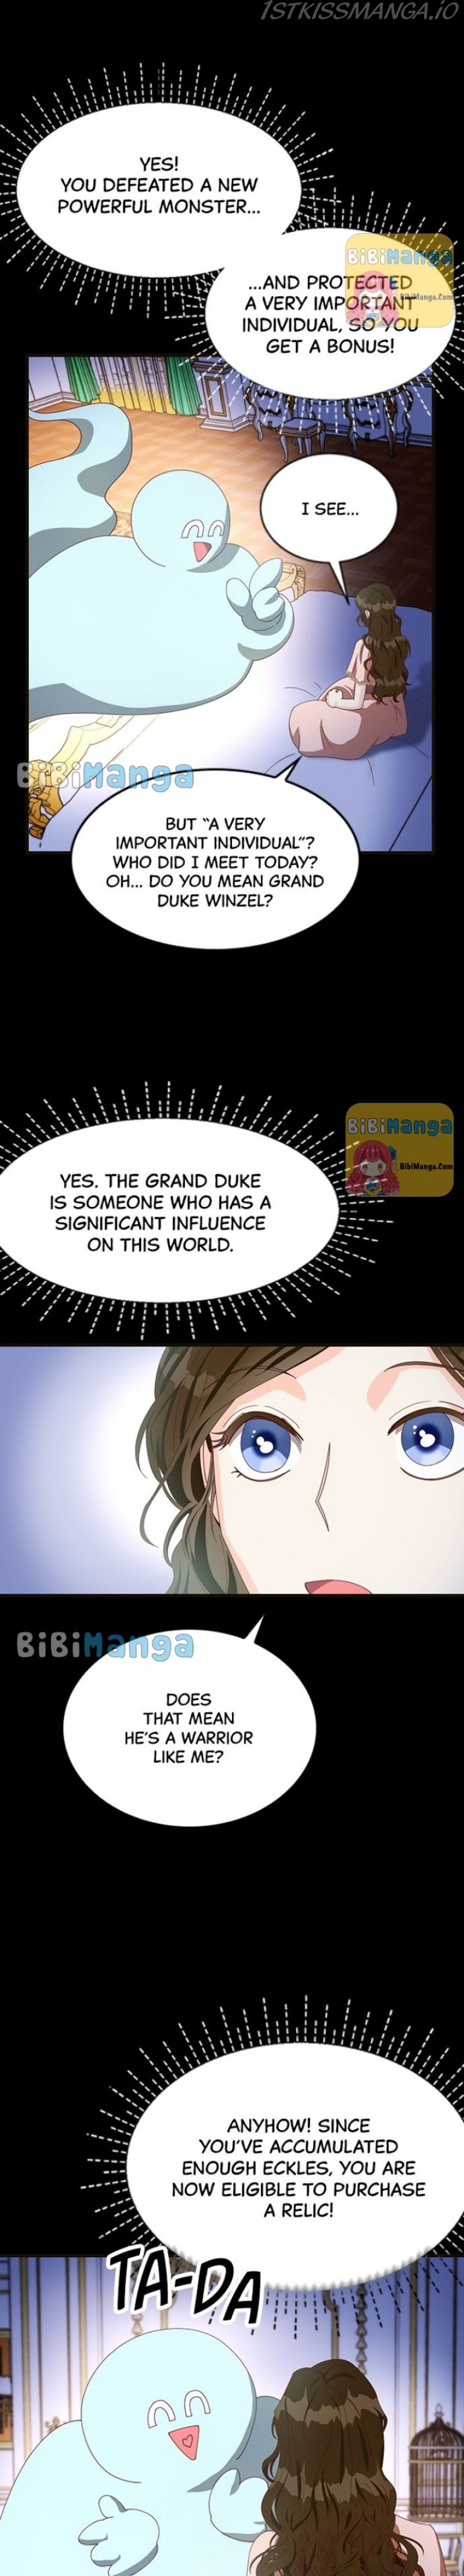 1STKISSMANGA.IO
YES!
YOU DEFEATED A NEW
POWERFUL MONSTER...
BiBiManga
BibiManga.Com
...AND PROTECTED
A VERY IMPORTANT
INDIVIDUAL, SO YOU
GET A BONUS!
I SEE...
BiBiManga
BUT “A VERY
IMPORTANT INDIVIDUAL”?
WHO DID I MEET TODAY?
OH... DO YOU MEAN GRAND
DUKE WINZEL?
BiBiManga
BibiManga.Com
YES. THE GRAND DUKE
IS SOMEONE WHO HAS A
SIGNIFICANT INFLUENCE
ON THIS WORLD.
BiBiManga
DOES
THAT MEAN
HE'S A WARRIOR
LIKE ME?
ANYHOW! SINCE
YOU'VE ACCUMULATED
ENOUGH ECKLES, YOU ARE
NOW ELIGIBLE TO PURCHASE
A RELIC!
TA-DA